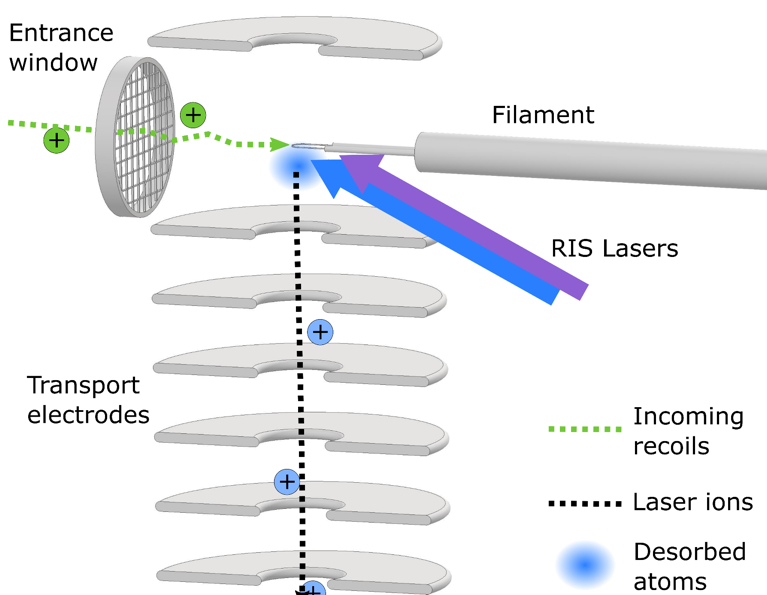 Entrance
window
+
+
Filament
RIS Lasers
+
Transport
electrodes
Incoming
recoils
+
Laser ions
Desorbed
atoms
+